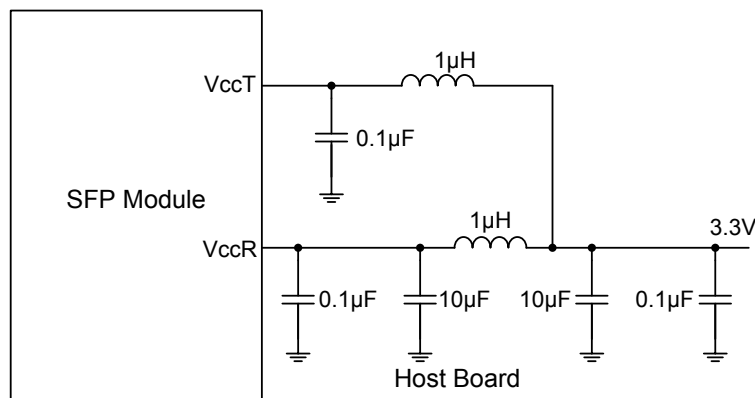 1µH
VccT
0.1µF
SFP Module
1µH
3.3V
VccR
0.1µF
10µF
10µF
0.1µF
Host Board